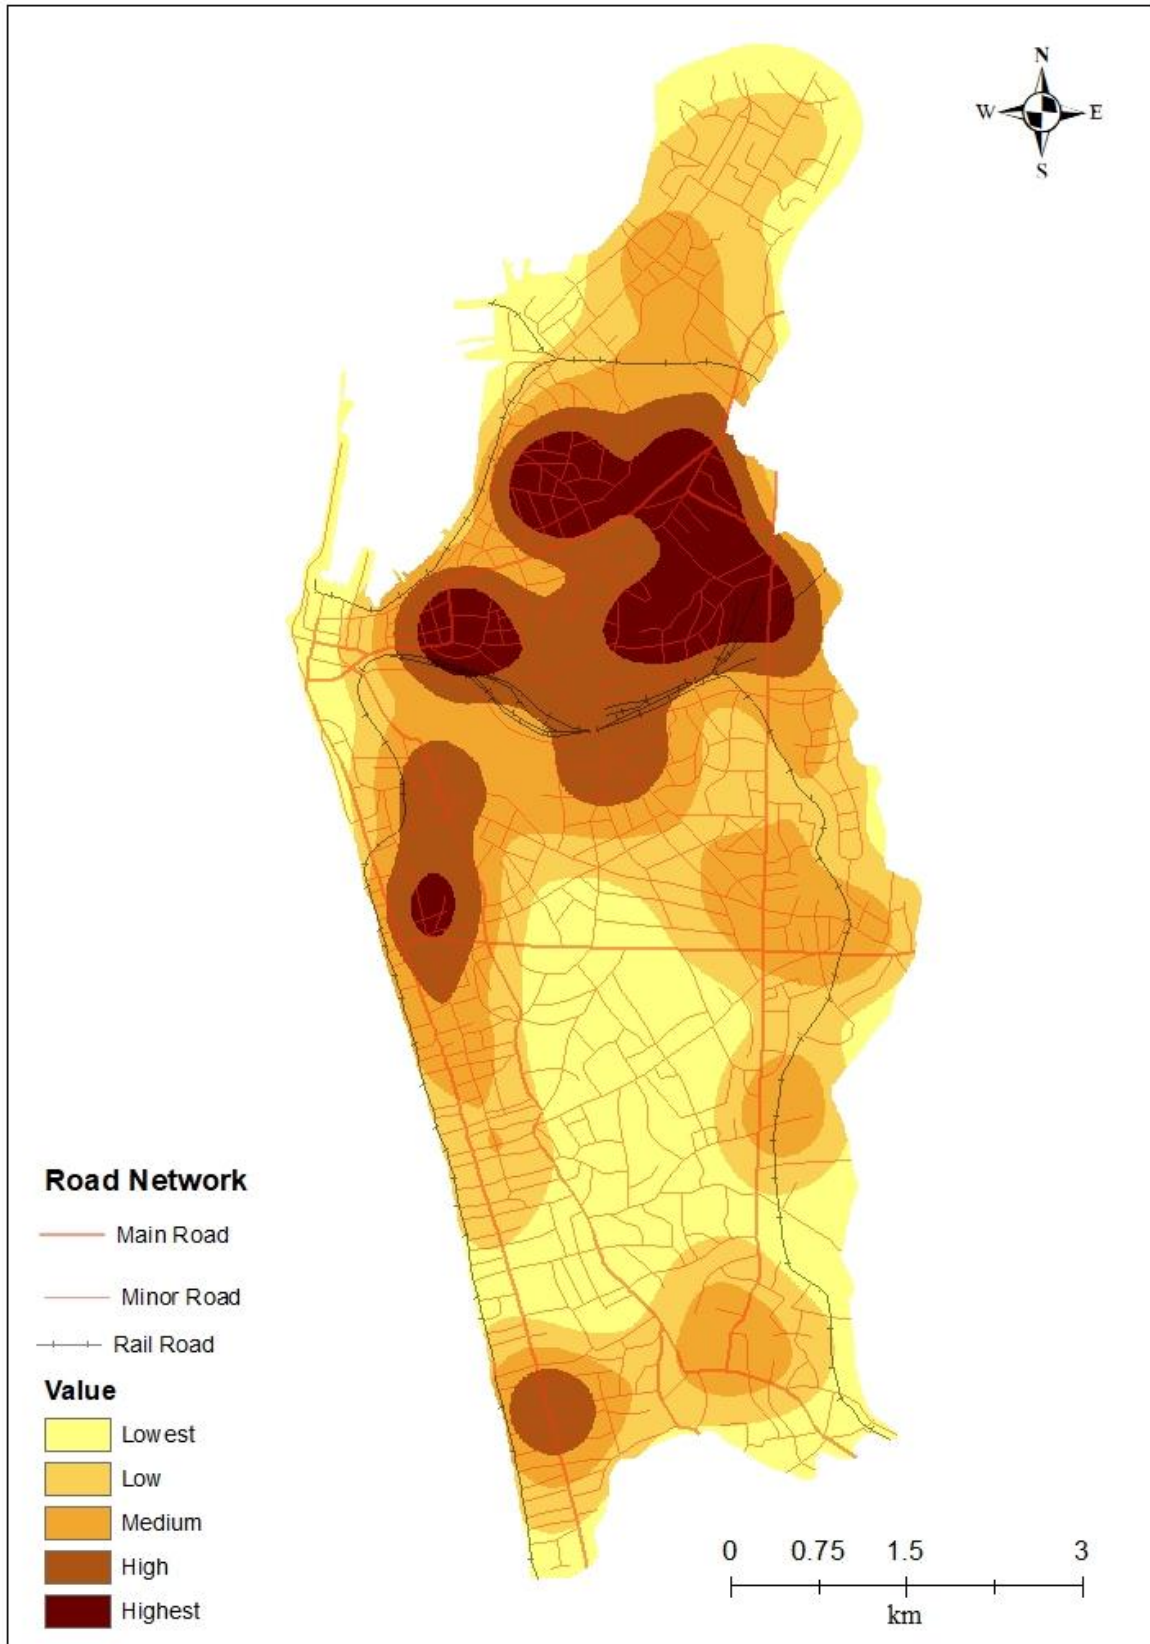 N
W E
S
Road Network
Main Road
Minor Road
Rail Road
Value
Lowest
Low
Medium
High
Highest
0 0.75 1.5 3
km